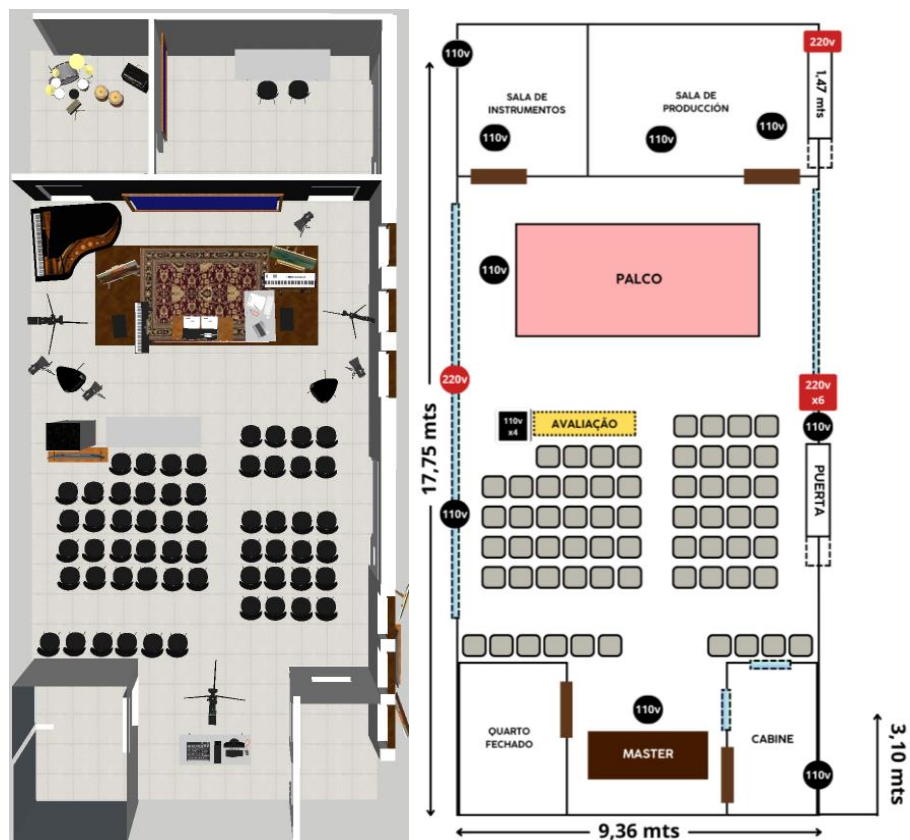 110v
220v
1,47 mts
SALA DE
INSTRUMENTOS
SALA DE
PRODUCCIÓN
110v
110v
110v
110v
PALCO
17,75 mts
220v
220v
x6
110v
x4
AVALIAÇÃO
110v
PUERTA
110v
110v
QUARTO
FECHADO
MASTER
CABINE
110v
3,10 mts
9,36 mts